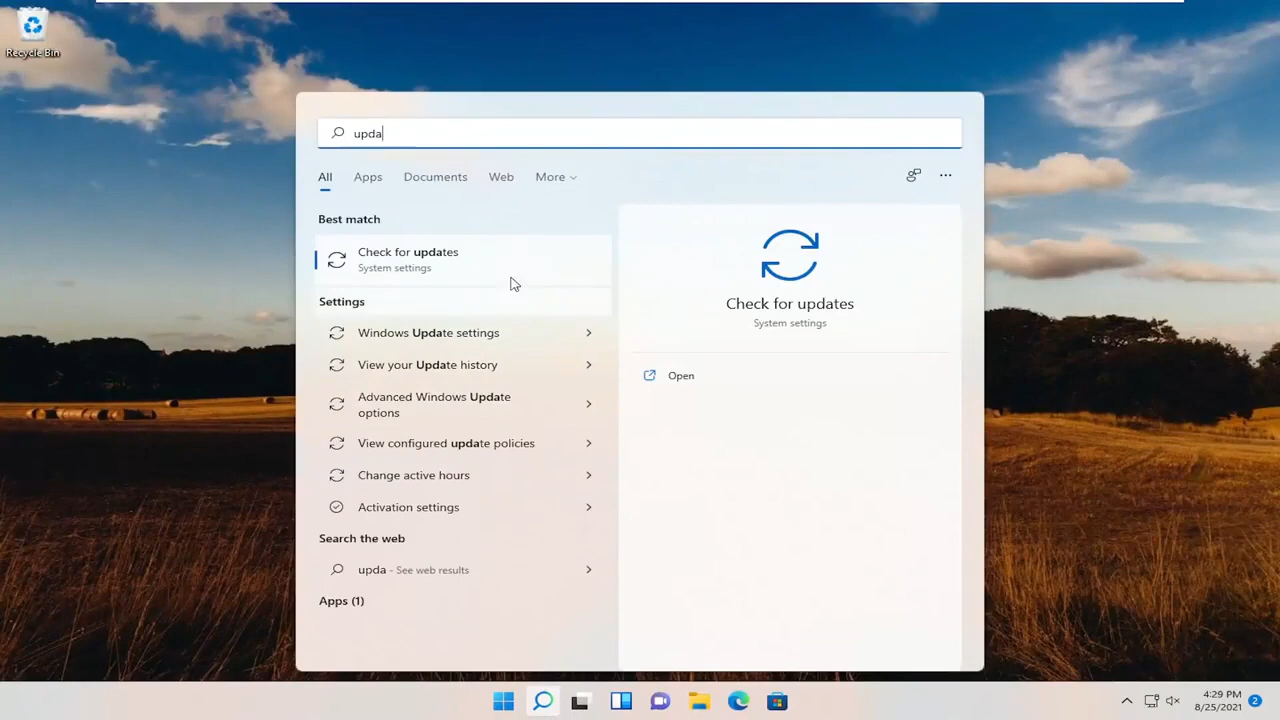 Recycle Bin
upda
All Apps Documents Web More
Best match
Check for updates
System settings
Settings
Windows Update settings
View your Update history
Advanced Windows Update
options
View configured update policies
Change active hours
Activation settings
Search the web
upda - See web results
Apps (1)
Check for updates
System settings
Open
4:29 PM
8/25/2021
2